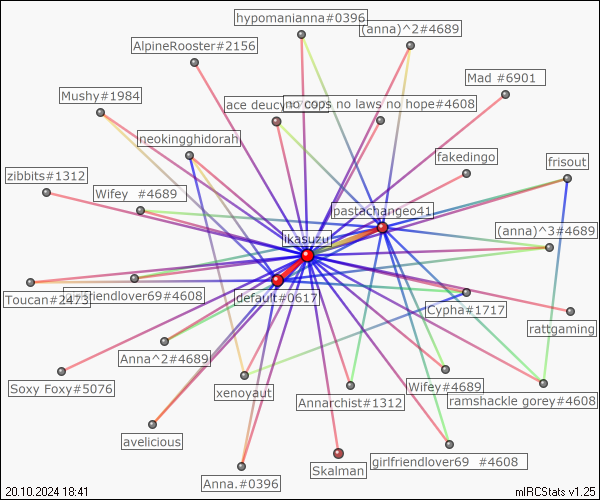 hypomanianna#0396
(anna)^2#4689
AlpineRooster#2156
Mad #6901
Mushy#1984
ace deucy
no cops no laws no hope#4608
neokingghidorah
fakedingo
frisout
zibbits#1312
Wifey #4689
pastachangeo41
(anna)^3#4689
ikasuzu
Toucan#2473
friendlover69#4608
default#0617
Cypha#1717
rattgaming
Anna^2#4689
Soxy Foxy#5076
xenoyaut
Annarchist#1312
Wifey#4689
ramshackle gorey#4608
avelicious
Anna.#0396
Skalman
girlfriendlover69 #4608
20.10.2024 18:41
mIRCStats v1.25